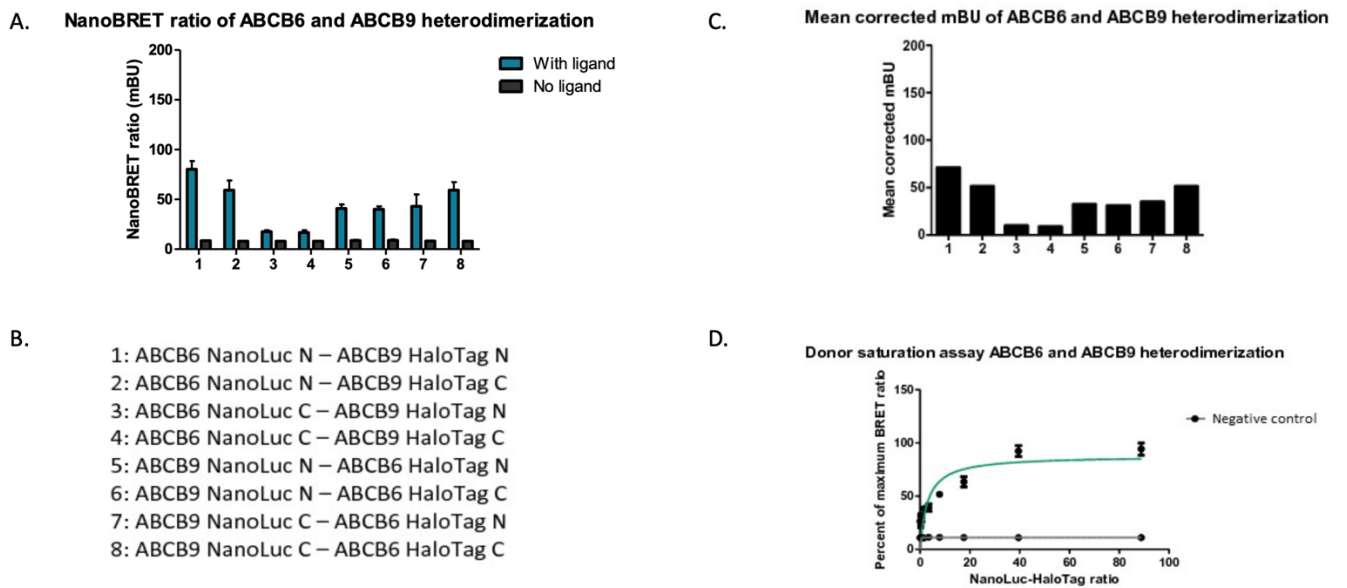 A.
NanoBRET ratio of ABCB6 and ABCB9 heterodimerization
NanoBRET ratio (mBU)
200
150
100
50
0
1 2 3 4 5 6 7 8
With ligand
No ligand
B.
1: ABCB6 NanoLuc N – ABCB9 HaloTag N
2: ABCB6 NanoLuc N – ABCB9 HaloTag C
3: ABCB6 NanoLuc C – ABCB9 HaloTag N
4: ABCB6 NanoLuc C – ABCB9 HaloTag C
5: ABCB9 NanoLuc N – ABCB6 HaloTag N
6: ABCB9 NanoLuc N – ABCB6 HaloTag C
7: ABCB9 NanoLuc C – ABCB6 HaloTag N
8: ABCB9 NanoLuc C – ABCB6 HaloTag C
C.
Mean corrected mBU of ABCB6 and ABCB9 heterodimerization
Mean corrected mBU
200
150
100
50
0
1 2 3 4 5 6 7 8
D.
Donor saturation assay ABCB6 and ABCB9 heterodimerization
Percent of maximum BRET ratio
150
100
50
0
0 20 40 60 80 100
NanoLuc-HaloTag ratio
Negative control